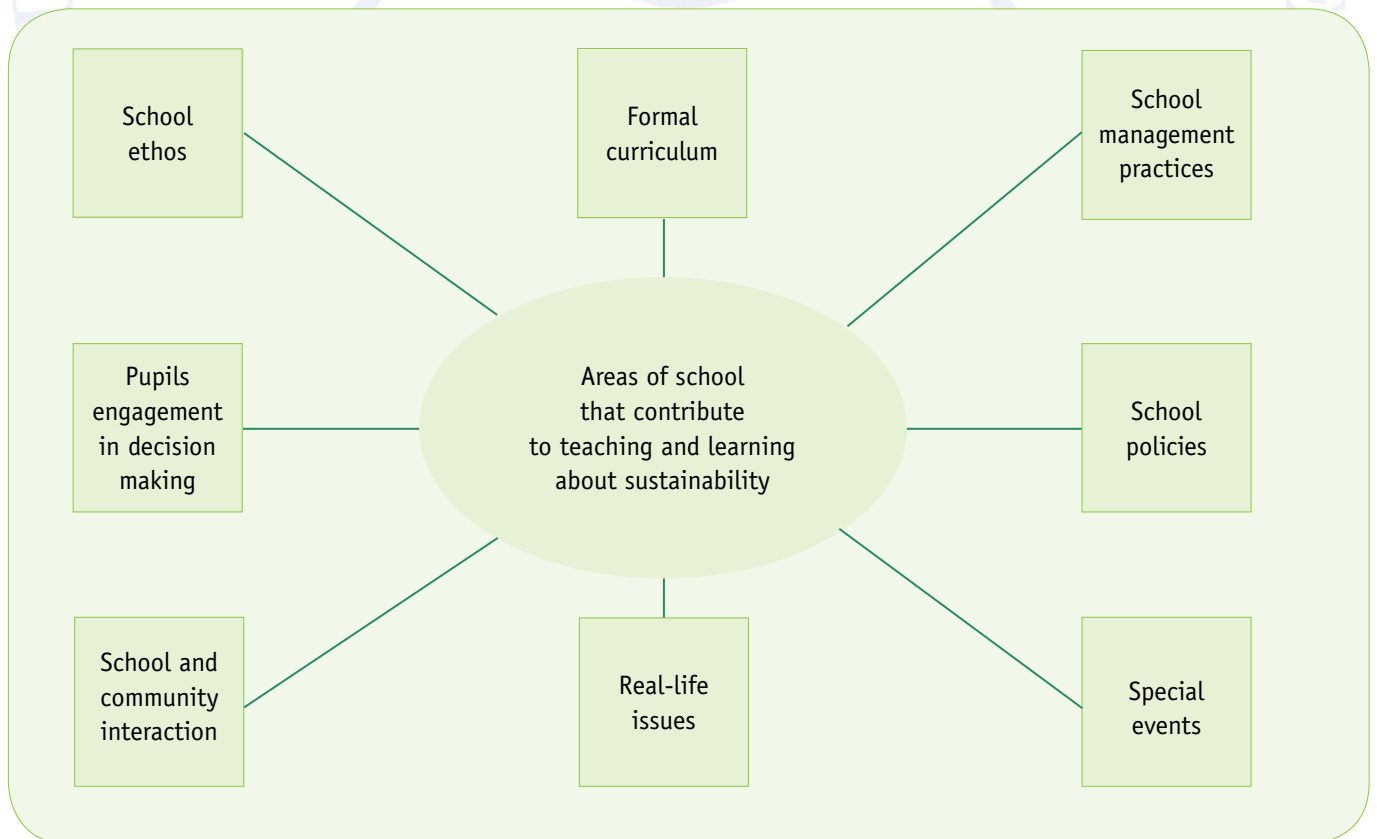 School
ethos
Formal
curriculum
School
management
practices
Pupils
engagement
in decision
making
Areas of school
that contribute
to teaching and learning
about sustainability
School
policies
School and
community
interaction
Real-life
issues
Special
events